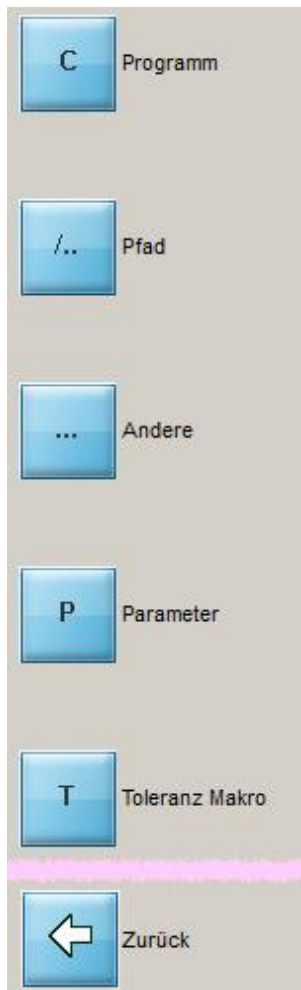 C Programm
/.. Pfad
... Andere
P Parameter
T Toleranz Makro
Zurück